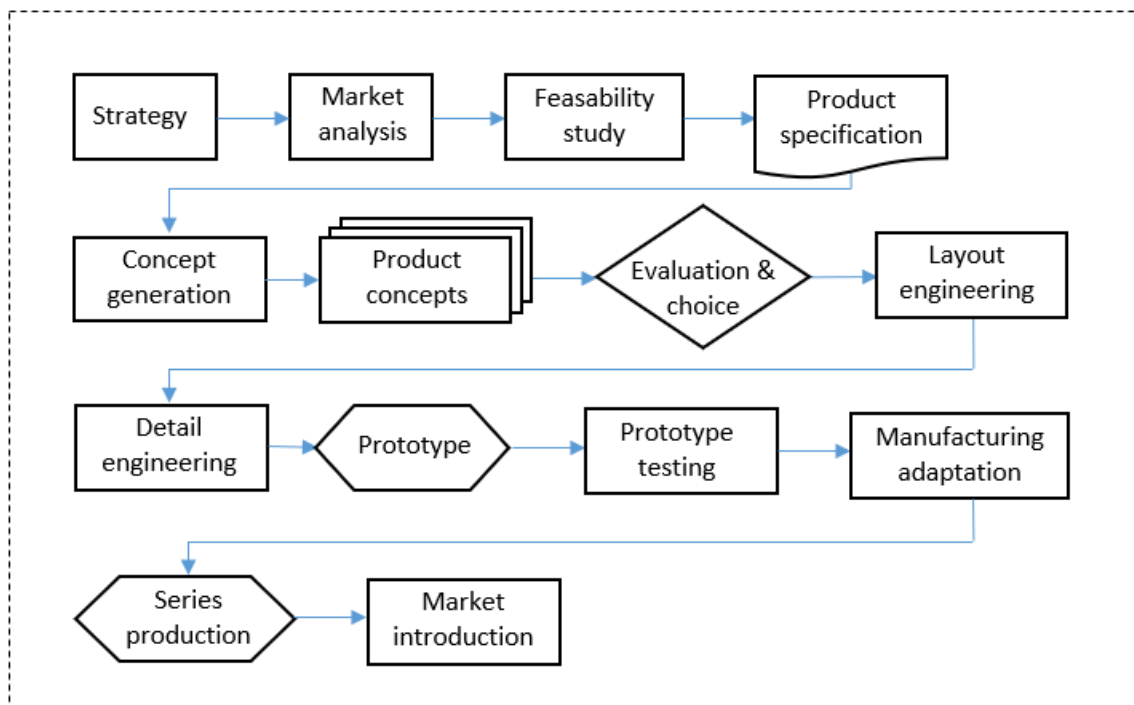 Strategy
Market
analysis
Feasability
study
Product
specification
Concept
generation
Product
concepts
Evaluation &
choice
Layout
engineering
Detail
engineering
Prototype
Prototype
testing
Manufacturing
adaptation
Series
production
Market
introduction